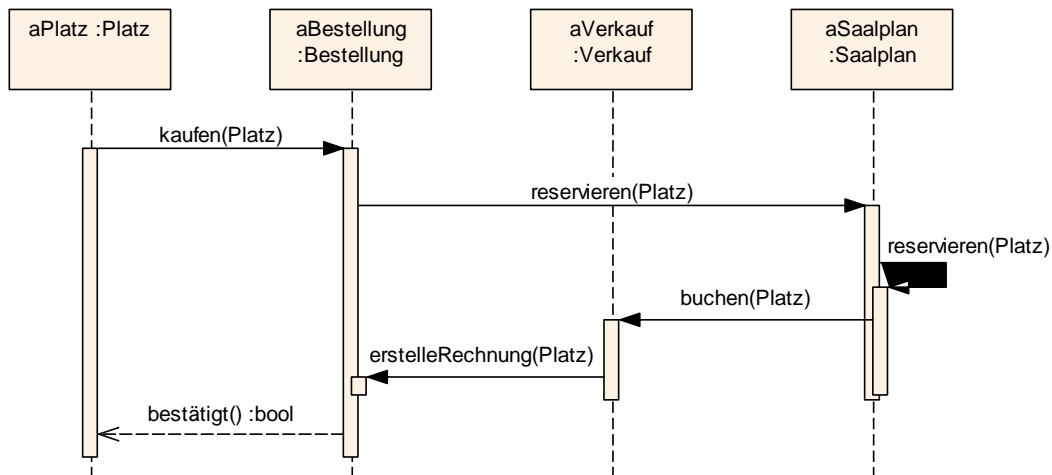 aPlatz :Platz
aBestellung
:Bestellung
aVerkauf
:Verkauf
aSaalplan
:Saalplan
kaufen(Platz)
reservieren(Platz)
reservieren(Platz)
buchen(Platz)
erstelleRechnung(Platz)
bestätigt() :bool